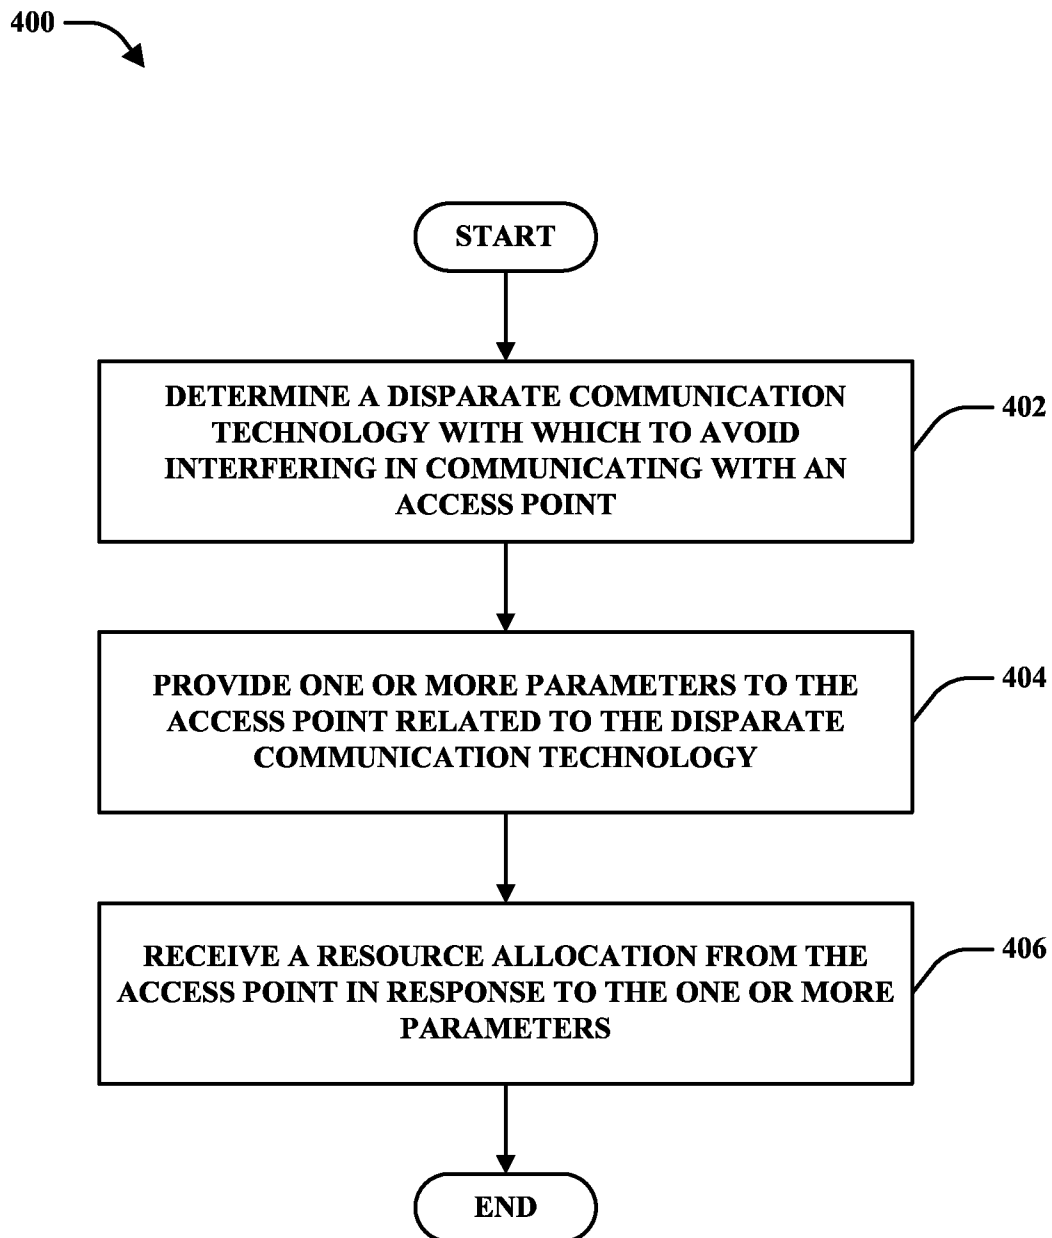 400
START
DETERMINE A DISPARATE COMMUNICATION
TECHNOLOGY WITH WHICH TO AVOID
INTERFERING IN COMMUNICATING WITH AN
ACCESS POINT
402
PROVIDE ONE OR MORE PARAMETERS TO THE
ACCESS POINT RELATED TO THE DISPARATE
COMMUNICATION TECHNOLOGY
404
RECEIVE A RESOURCE ALLOCATION FROM THE
ACCESS POINT IN RESPONSE TO THE ONE OR MORE
PARAMETERS
406
END